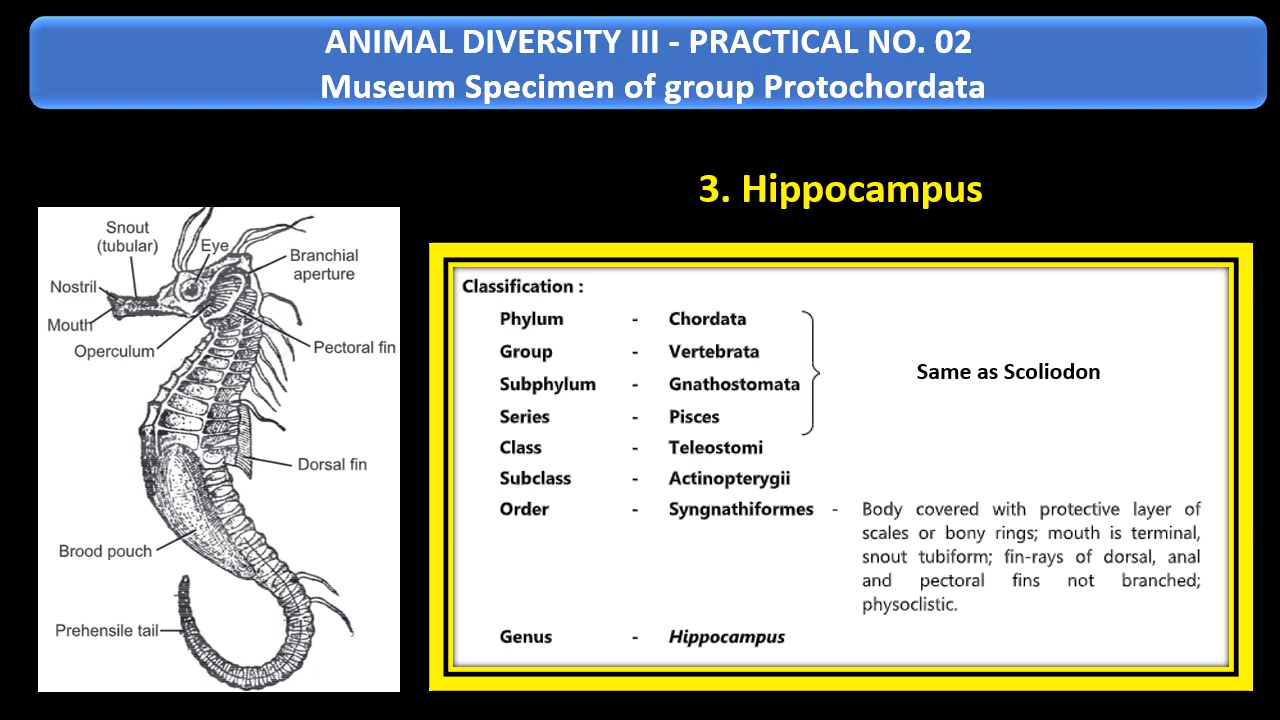 ANIMAL DIVERSITY III - PRACTICAL NO. 02
Museum Specimen of group Protochordata
3. Hippocampus
Snout
(tubular)
Eye
Branchial
aperture
Nostril
Mouth
Operculum
Pectoral fin
Dorsal fin
Brood pouch
Prehensile tail
Classification :
Phylum - Chordata
Group - Vertebrata
Subphylum - Gnathostomata
Series - Pisces
Same as Scoliodon
Class - Teleostomi
Subclass - Actinopterygii
Order - Syngnathiformes - Body covered with protective layer of
scales or bony rings; mouth is terminal,
snout tubiform; fin-rays of dorsal, anal
and pectoral fins not branched;
physoclistic.
Genus - Hippocampus